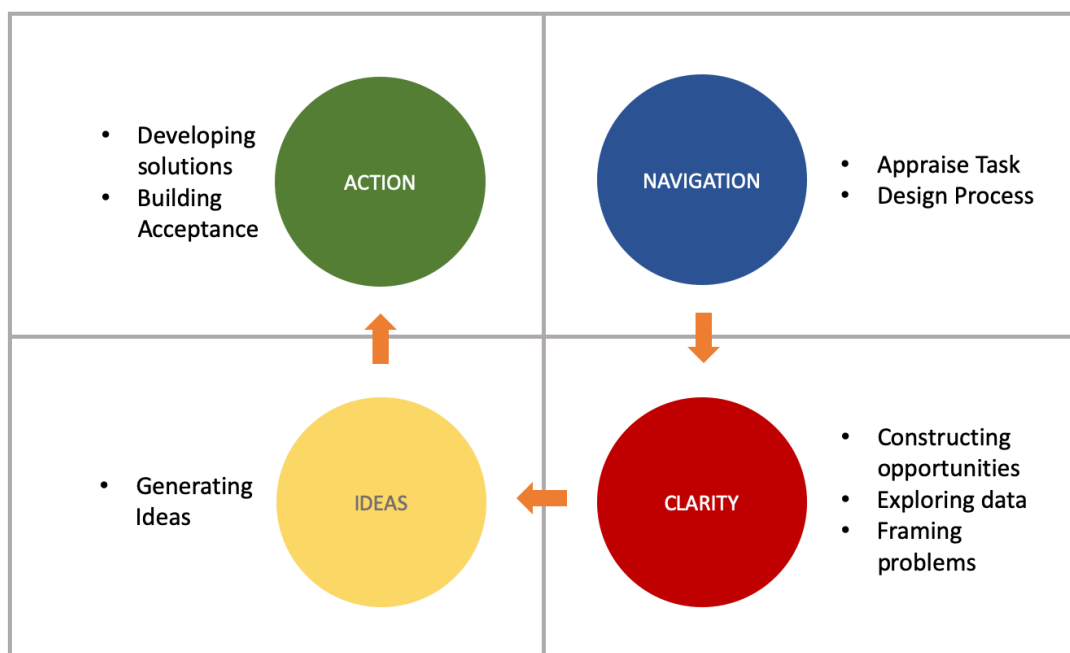 • Developing
solutions
• Building
Acceptance
ACTION
NAVIGATION
• Appraise Task
• Design Process
• Generating
Ideas
IDEAS
CLARITY
• Constructing
opportunities
• Exploring data
• Framing
problems